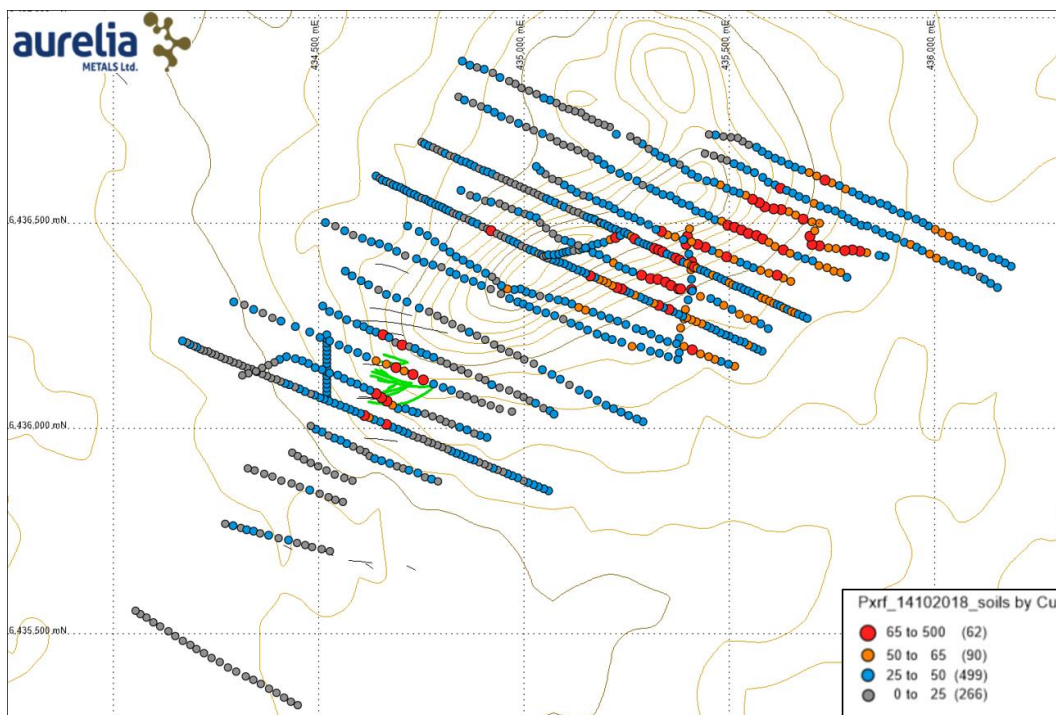 aurelia
METALS Ltd.
434,500 mE
435,000 mE
435,500 mE
436,000 mE
6,436,500 mN
6,436,000 mN
6,435,500 mN
Pxrf_14102018_soils by Cu
65 to 500 (62)
50 to 65 (90)
25 to 50 (499)
0 to 25 (266)